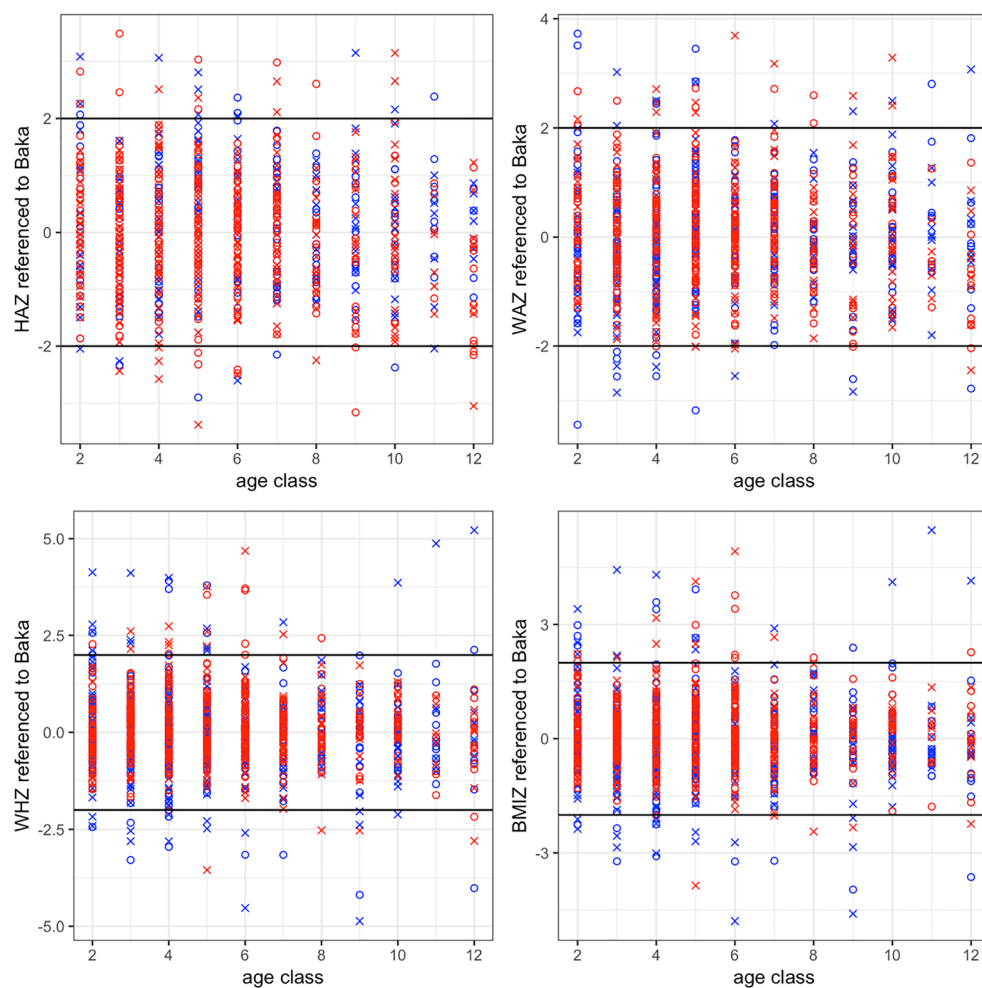 HAZ referenced to Baka
2
0
-2
2 4 6 8 10 12
age class
WAZ referenced to Baka
4
2
0
-2
2 4 6 8 10 12
age class
WHZ referenced to Baka
5.0
2.5
0.0
-2.5
-5.0
2 4 6 8 10 12
age class
BMIZ referenced to Baka
3
0
-3
2 4 6 8 10 12
age class